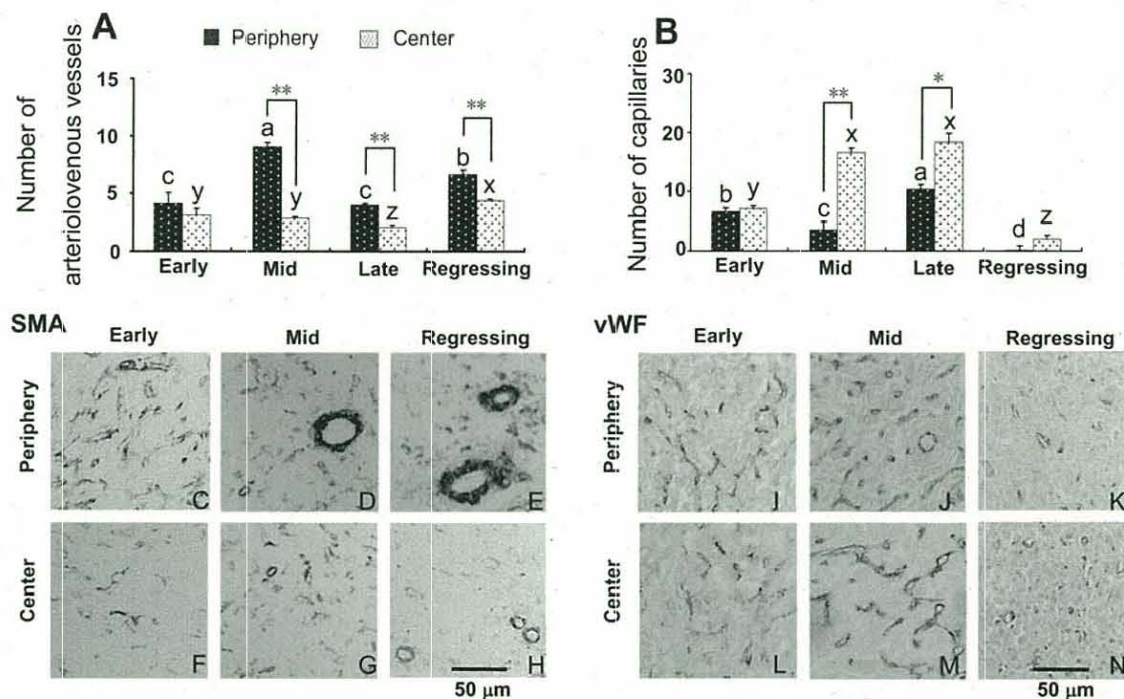 A
Periphery
Center
Number of
arteriolovenous vessels
15
10
5
0
c
y
**
a
y
**
c
z
**
b
x
Early
Mid
Late
Regressing
B
Number of capillaries
30
20
10
0
b
y
**
c
x
*
a
x
d
z
Early
Mid
Late
Regressing
SMA
Early
Mid
Regressing
Periphery
C
D
E
Center
F
G
H
50 μm
vWF
Early
Mid
Regressing
Periphery
I
J
K
Center
L
M
N
50 μm